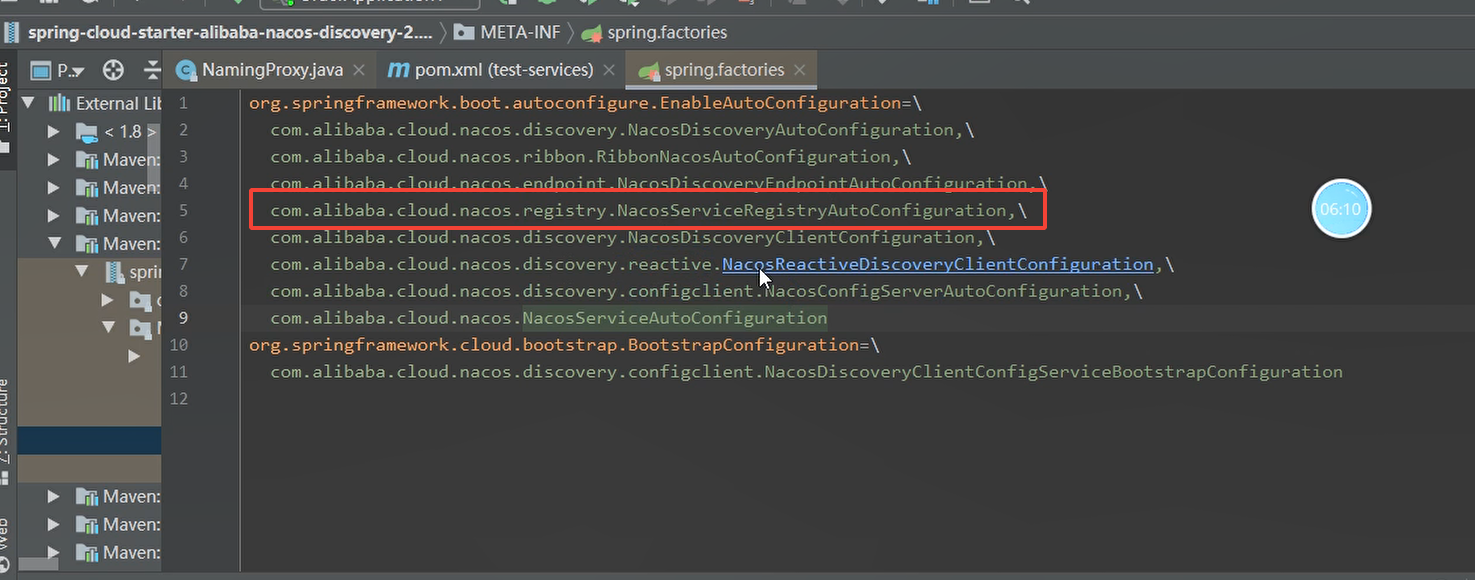 spring-cloud-starter-alibaba-nacos-discovery-2.... META-INF spring.factories
P.. NamingProxy.java pom.xml (test-services) spring.factories
1: Project
External Lib
< 1.8 >
Maven:
Maven:
Maven:
Maven:
sprin
Maven:
Maven:
Maven:
Z: Structure
Web
1 org.springframework.boot.autoconfigure.EnableAutoConfiguration=\
2 com.alibaba.cloud.nacos.discovery.NacosDiscoveryAutoConfiguration,\
3 com.alibaba.cloud.nacos.ribbon.RibbonNacosAutoConfiguration,\
4 com.alibaba.cloud.nacos.endpoint.NacosDiscoveryEndpointAutoConfiguration,\
5 com.alibaba.cloud.nacos.registry.NacosServiceRegistryAutoConfiguration,\
6 com.alibaba.cloud.nacos.discovery.NacosDiscoveryClientConfiguration,\
7 com.alibaba.cloud.nacos.discovery.reactive.NacosReactiveDiscoveryClientConfiguration,\
8 com.alibaba.cloud.nacos.discovery.configclient.NacosConfigServerAutoConfiguration,\
9 com.alibaba.cloud.nacos.NacosServiceAutoConfiguration
10 org.springframework.cloud.bootstrap.BootstrapConfiguration=\
11 com.alibaba.cloud.nacos.discovery.configclient.NacosDiscoveryClientConfigServiceBootstrapConfiguration
12
06:10